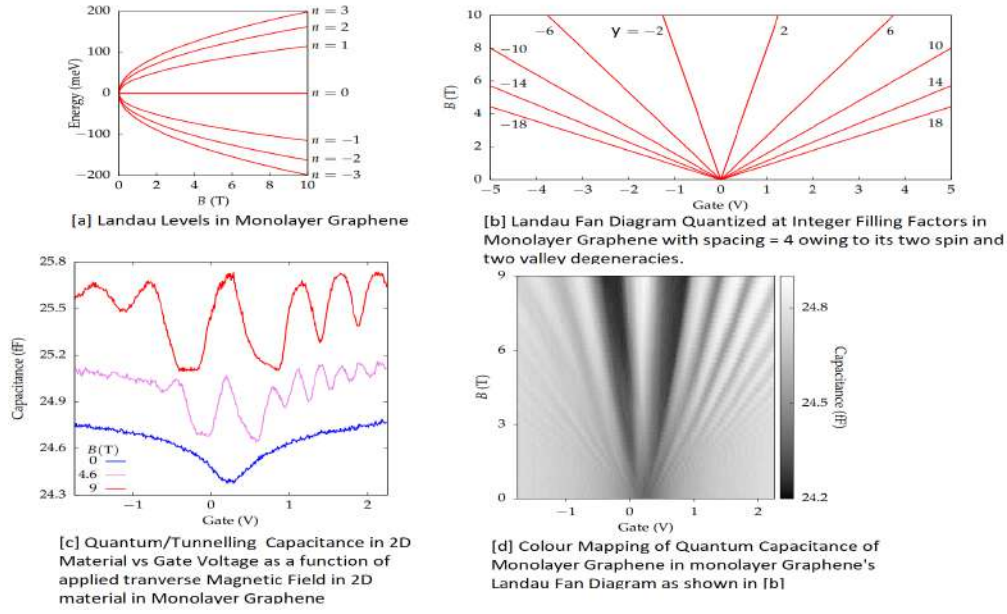 200
100
0
−100
−200
Energy (meV)
n = 3
n = 2
n = 1
n = 0
n = −1
n = −2
n = −3
0 2 4 6 8 10
B (T)
[a] Landau Levels in Monolayer Graphene
10
8
6
4
2
0
B (T)
−6 y = −2 2 6
−10 10
−14 14
−18 18
−5 −4 −3 −2 −1 0 1 2 3 4 5
Gate (V)
[b] Landau Fan Diagram Quantized at Integer Filling Factors in
Monolayer Graphene with spacing = 4 owing to its two spin and
two valley degeneracies.
25.8
25.5
25.2
24.9
24.6
24.3
Capacitance (fF)
B (T)
0
4.6
9
−1 0 1 2
Gate (V)
[c] Quantum/Tunnelling Capacitance in 2D
Material vs Gate Voltage as a function of
applied tranverse Magnetic Field in 2D
material in Monolayer Graphene
9
6
3
0
B (T)
−1 0 1 2
Gate (V)
24.8
24.5
24.2
Capacitance (fF)
[d] Colour Mapping of Quantum Capacitance of
Monolayer Graphene in monolayer Graphene's
Landau Fan Diagram as shown in [b]